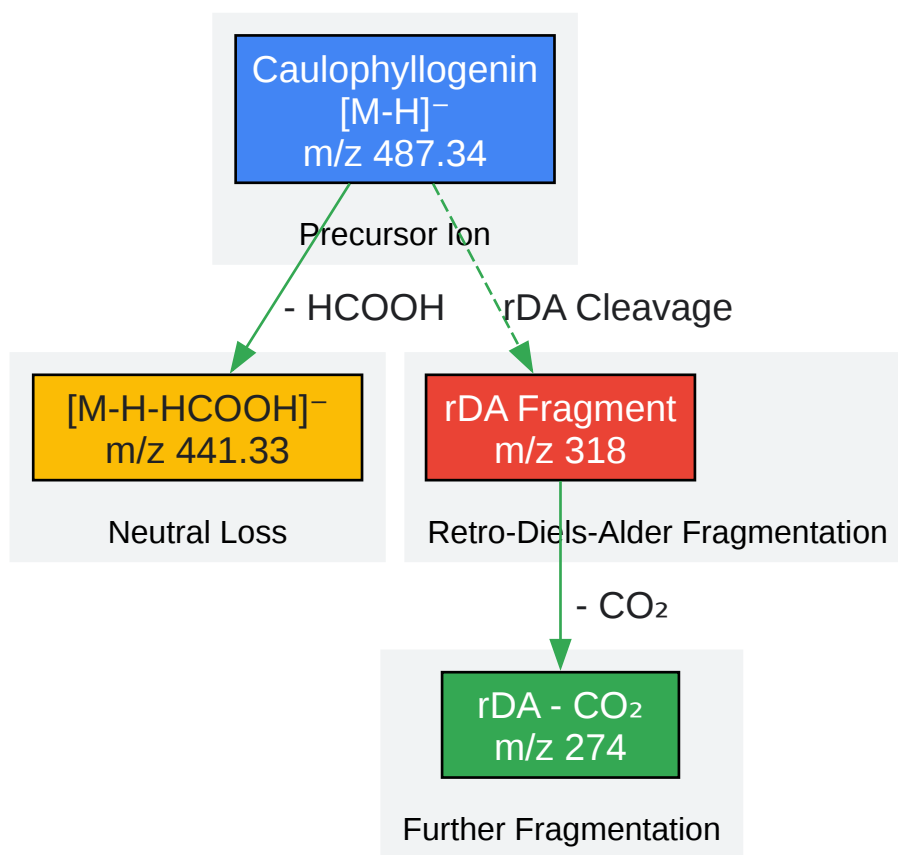 Caulophyllogenin
[M-H]⁻
m/z 487.34
Precursor Ion
- HCOOH
rDA Cleavage
[M-H-HCOOH]⁻
m/z 441.33
Neutral Loss
rDA Fragment
m/z 318
Retro-Diels-Alder Fragmentation
- CO₂
rDA - CO₂
m/z 274
Further Fragmentation